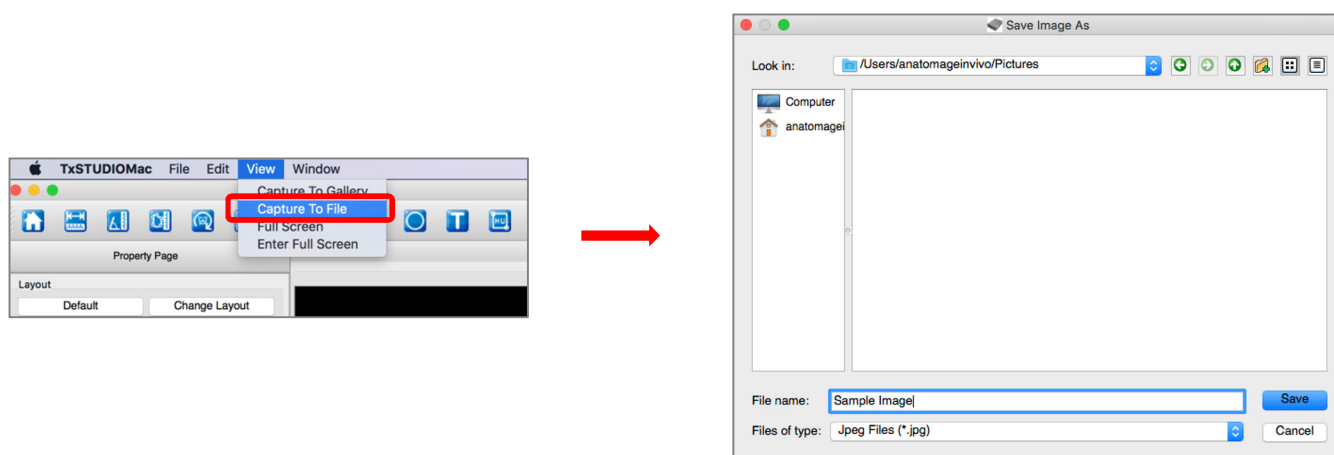 TxSTUDIOMac File Edit View Window
Capture To Gallery
Capture To File
Full Screen
Enter Full Screen
T
HU
Property Page
Layout
Default Change Layout
Save Image As
Look in: /Users/anatomageinvivo/Pictures
Computer
anatomagei
File name: Sample Image Save
Files of type: Jpeg Files (*.jpg) Cancel